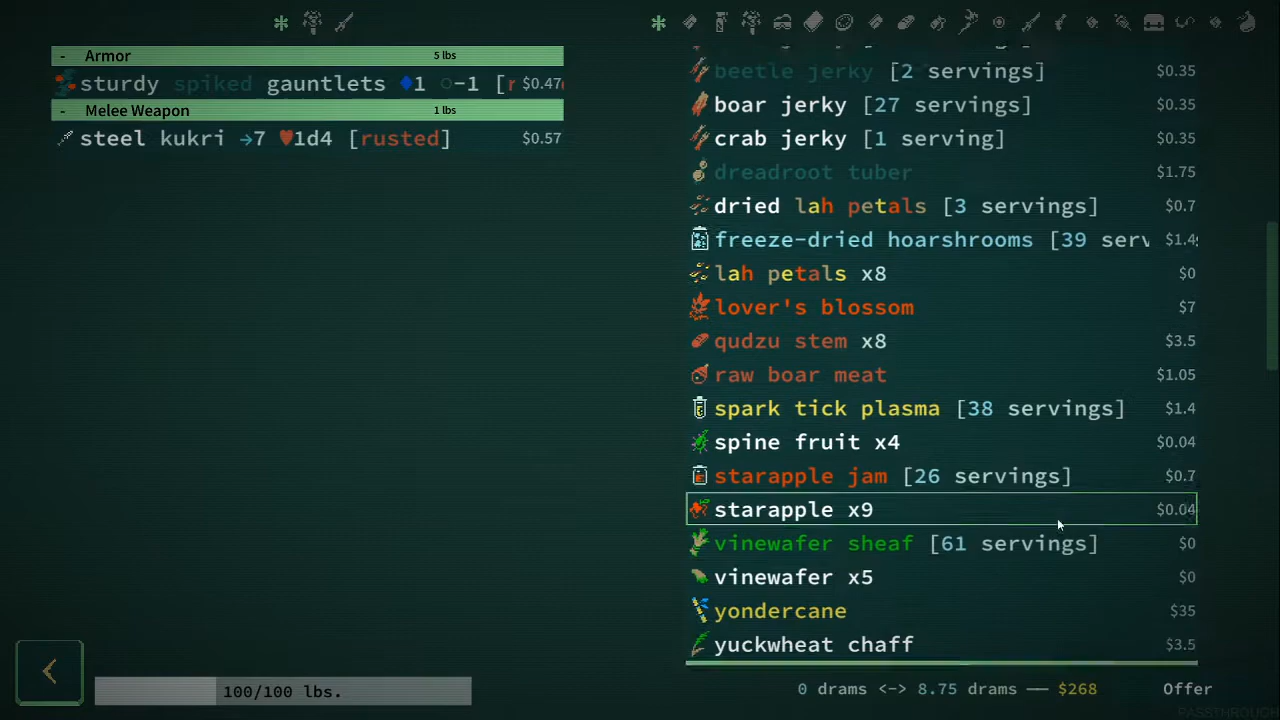 - Armor 5 lbs
sturdy spiked gauntlets 1 -1 [r $0.47
- Melee Weapon 1 lbs
steel kukri →7 ♥1d4 [rusted] $0.57
beetle jerky [2 servings] $0.35
boar jerky [27 servings] $0.35
crab jerky [1 serving] $0.35
dreadroot tuber $1.75
dried lah petals [3 servings] $0.7
freeze-dried hoarshrooms [39 serv $1.4
lah petals x8 $0
lover's blossom $7
qudzu stem x8 $3.5
raw boar meat $1.05
spark tick plasma [38 servings] $1.4
spine fruit x4 $0.04
starapple jam [26 servings] $0.7
starapple x9 $0.04
vinewafer sheaf [61 servings] $0
vinewafer x5 $0
yondercane $35
yuckwheat chaff $3.5
100/100 lbs.
0 drams <-> 8.75 drams — $268 Offer